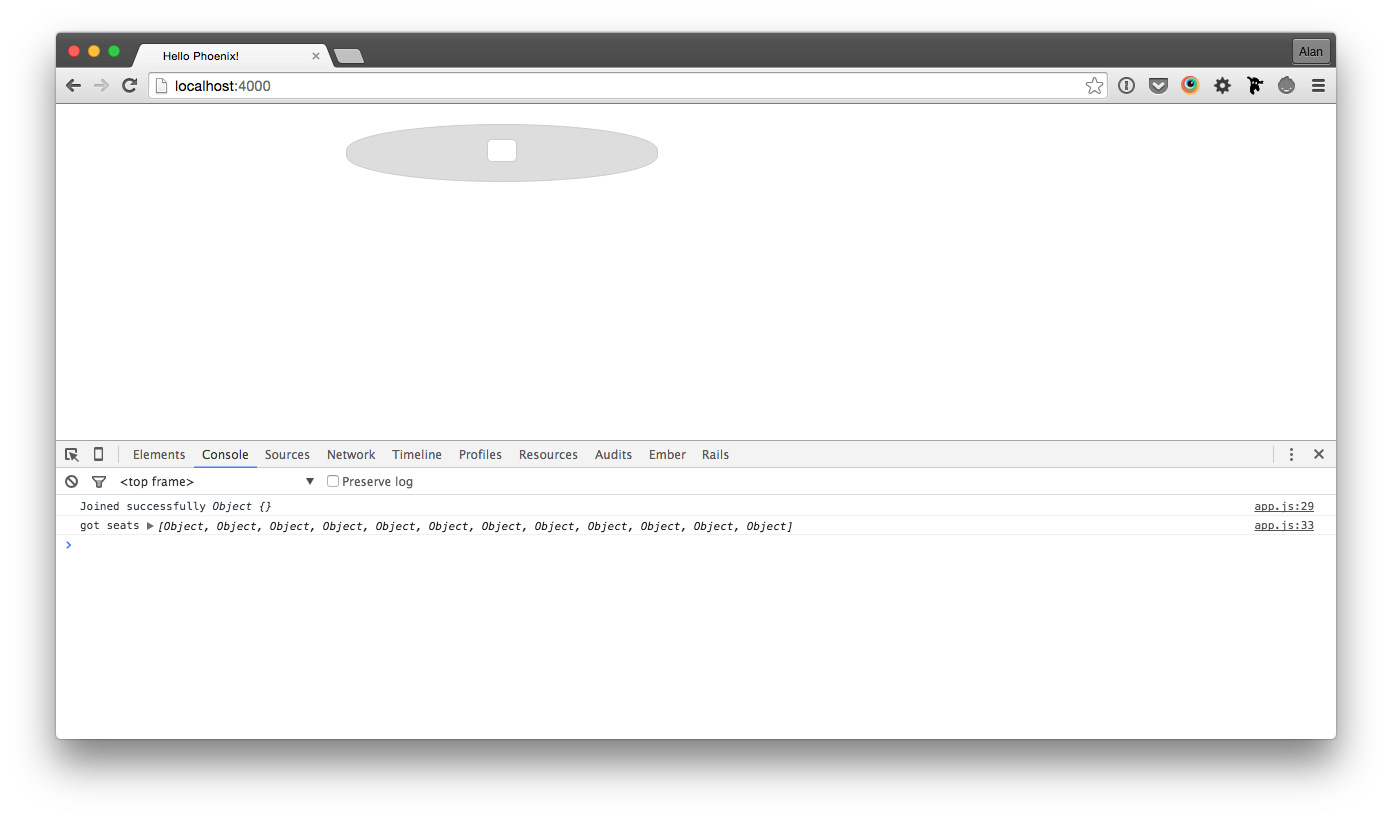 Hello Phoenix!
Alan
localhost:4000
Elements Console Sources Network Timeline Profiles Resources Audits Ember Rails
<top frame> Preserve log
Joined successfully Object {} app.js:29
got seats [Object, Object, Object, Object, Object, Object, Object, Object, Object, Object, Object, Object] app.js:33